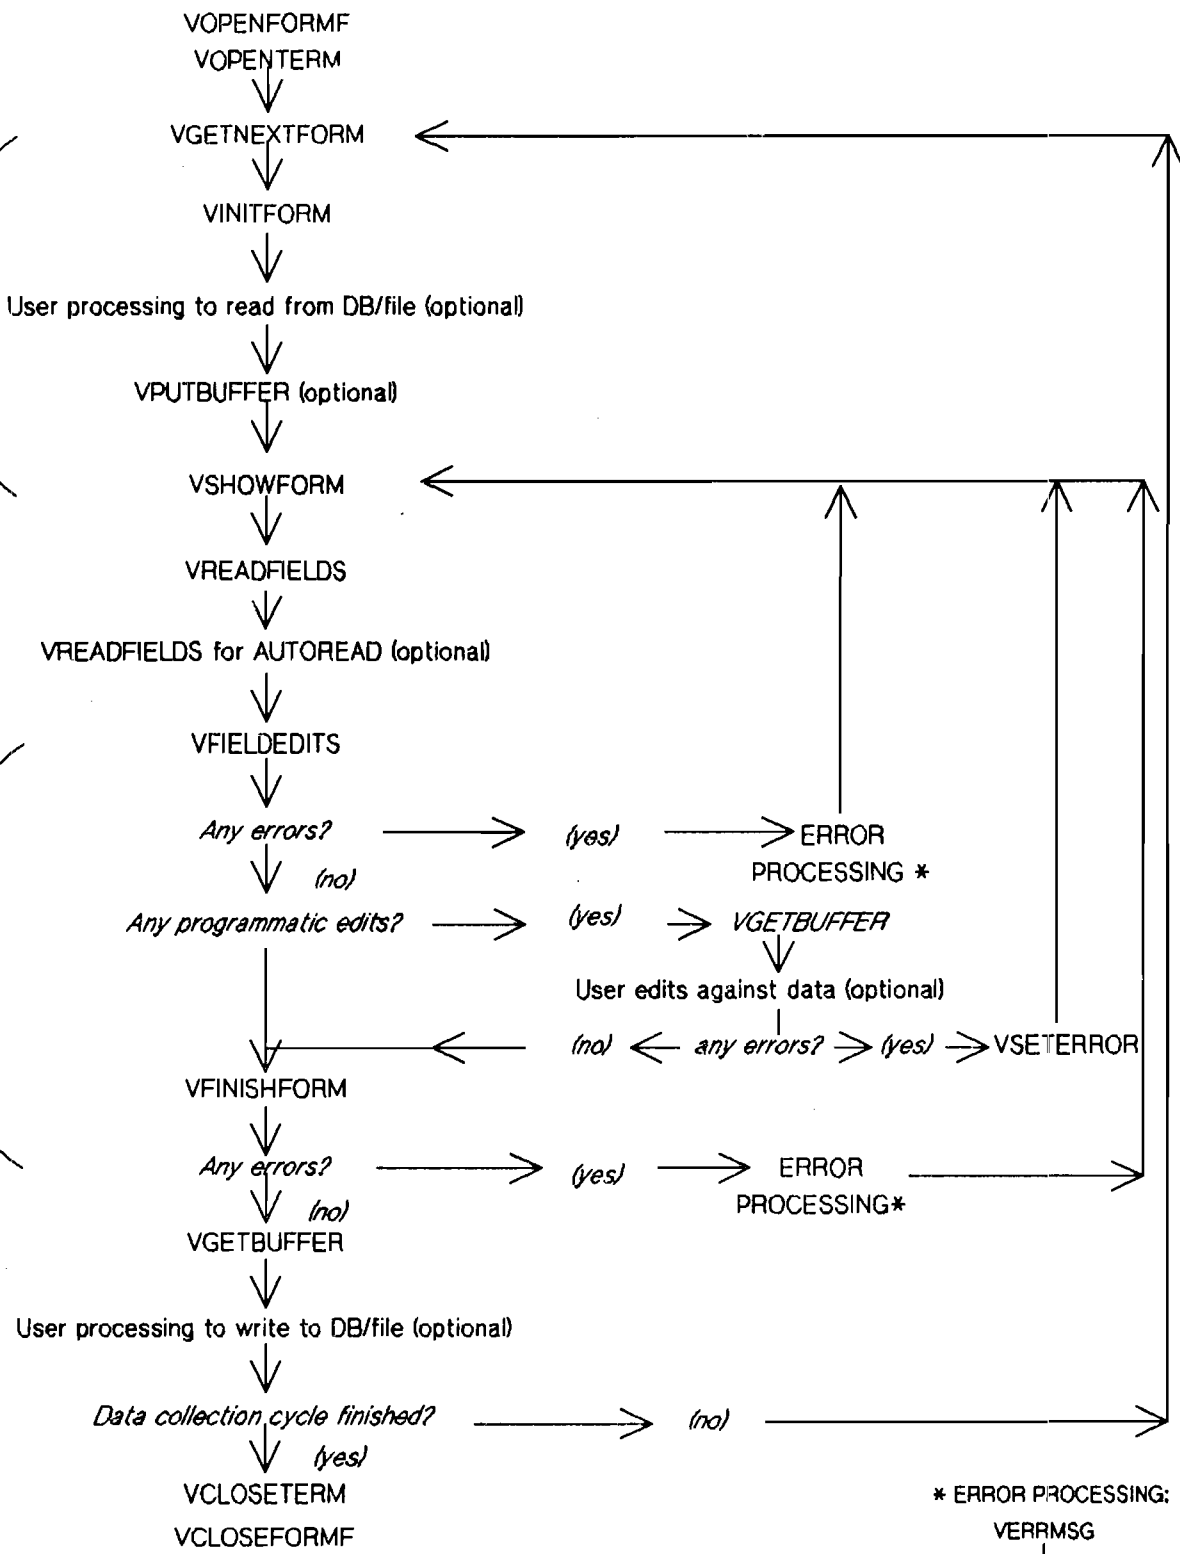 VOPENFORMF
VOPENTERM
VGETNEXTFORM
VINITFORM
User processing to read from DB/file (optional)
VPUTBUFFER (optional)
VSHOWFORM
VREADFIELDS
VREADFIELDS for AUTOREAD (optional)
VFIELDEDITS
Any errors? (yes) ERROR
PROCESSING *
(no)
Any programmatic edits? (yes) VGETBUFFER
User edits against data (optional)
(no) any errors? (yes) VSETERROR
VFINISHFORM
Any errors? (yes) ERROR
PROCESSING*
(no)
VGETBUFFER
User processing to write to DB/file (optional)
Data collection cycle finished? (no)
(yes)
VCLOSETERM
VCLOSEFORMF
* ERROR PROCESSING:
VERRMSG